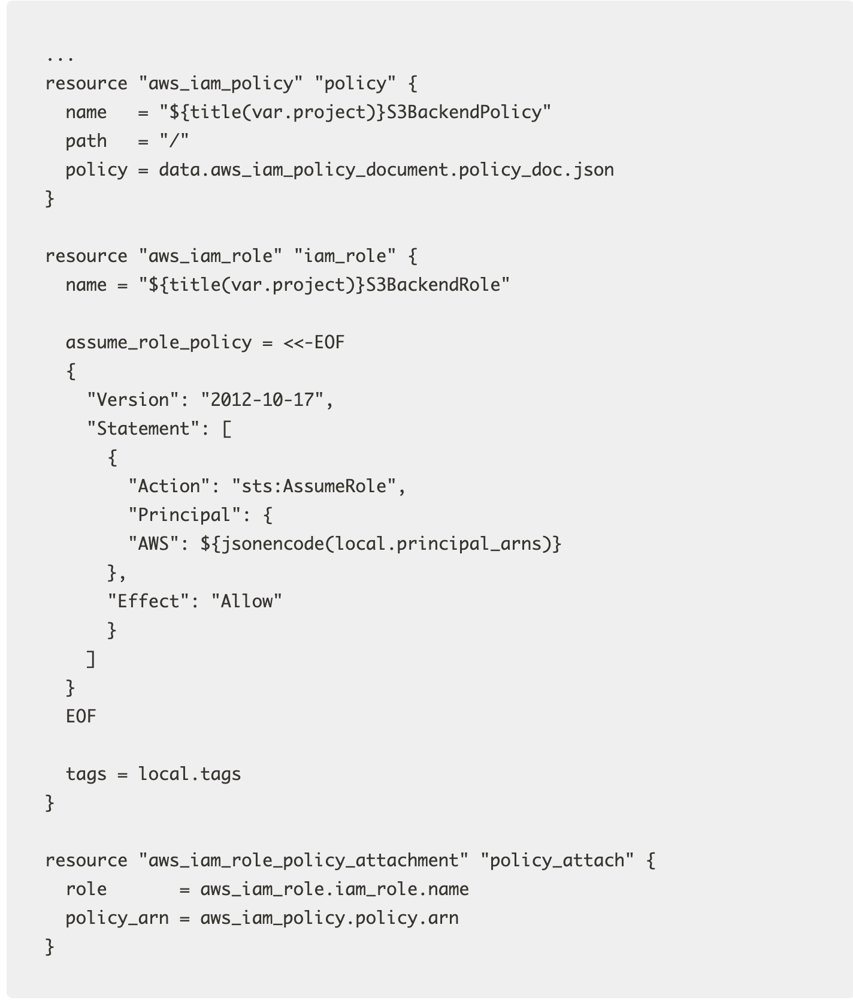 ...
resource "aws_iam_policy" "policy" {
  name   = "${title(var.project)}S3BackendPolicy"
  path   = "/"
  policy = data.aws_iam_policy_document.policy_doc.json
}

resource "aws_iam_role" "iam_role" {
  name = "${title(var.project)}S3BackendRole"

  assume_role_policy = <<-EOF
  {
    "Version": "2012-10-17",
    "Statement": [
      {
        "Action": "sts:AssumeRole",
        "Principal": {
        "AWS": ${jsonencode(local.principal_arns)}
      },
      "Effect": "Allow"
      }
    ]
  }
  EOF

  tags = local.tags
}

resource "aws_iam_role_policy_attachment" "policy_attach" {
  role       = aws_iam_role.iam_role.name
  policy_arn = aws_iam_policy.policy.arn
}